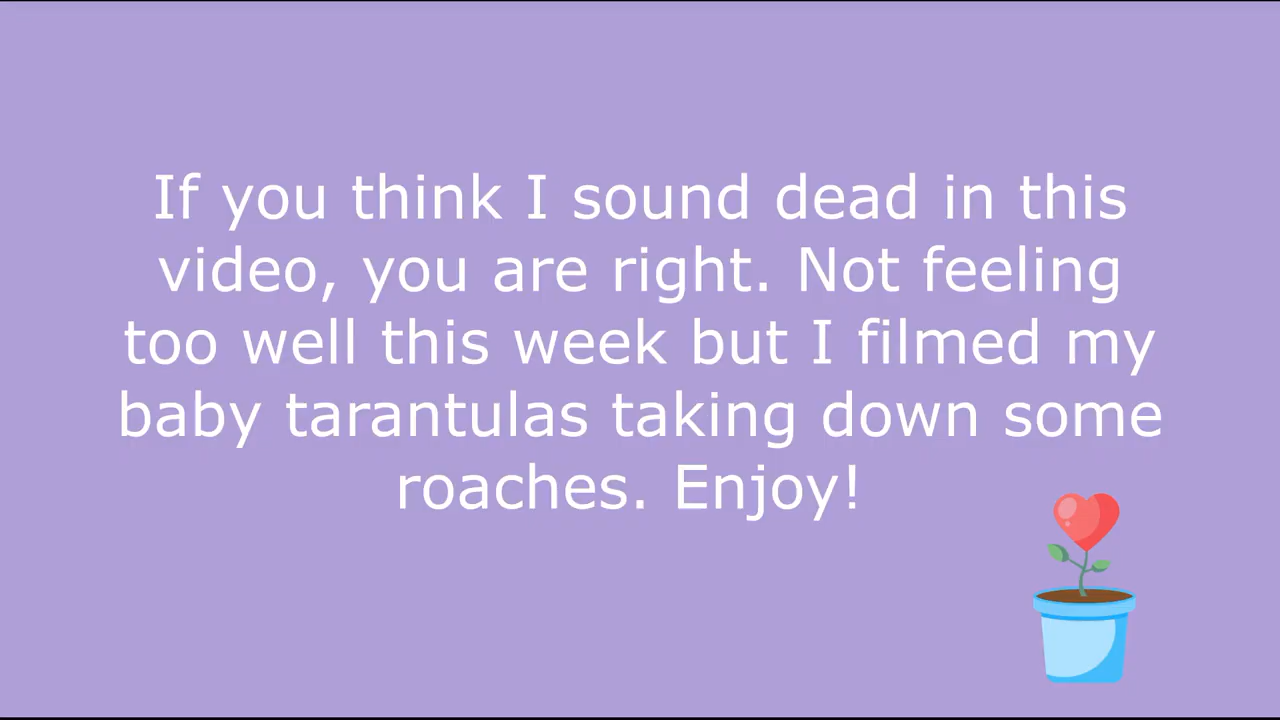 If you think I sound dead in this
video, you are right. Not feeling
too well this week but I filmed my
baby tarantulas taking down some
roaches. Enjoy!